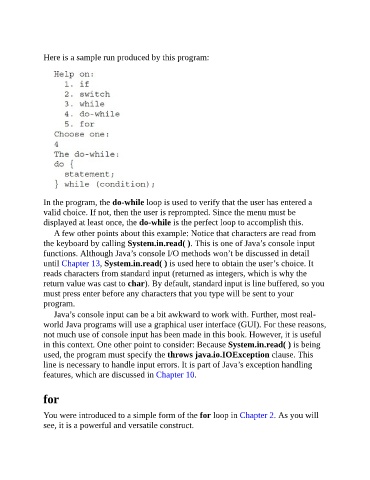 Here is a sample run produced by this program:
Help on:
1. if
2. switch
3. while
4. do-while
5. for
Choose one:
4
The do-while:
do {
statement;
} while (condition);
In the program, the do-while loop is used to verify that the user has entered a
valid choice. If not, then the user is reprompted. Since the menu must be
displayed at least once, the do-while is the perfect loop to accomplish this.
A few other points about this example: Notice that characters are read from
the keyboard by calling System.in.read( ). This is one of Java’s console input
functions. Although Java’s console I/O methods won’t be discussed in detail
until Chapter 13, System.in.read( ) is used here to obtain the user’s choice. It
reads characters from standard input (returned as integers, which is why the
return value was cast to char). By default, standard input is line buffered, so you
must press enter before any characters that you type will be sent to your
program.
Java’s console input can be a bit awkward to work with. Further, most real-
world Java programs will use a graphical user interface (GUI). For these reasons,
not much use of console input has been made in this book. However, it is useful
in this context. One other point to consider: Because System.in.read( ) is being
used, the program must specify the throws java.io.IOException clause. This
line is necessary to handle input errors. It is part of Java’s exception handling
features, which are discussed in Chapter 10.
for
You were introduced to a simple form of the for loop in Chapter 2. As you will
see, it is a powerful and versatile construct.